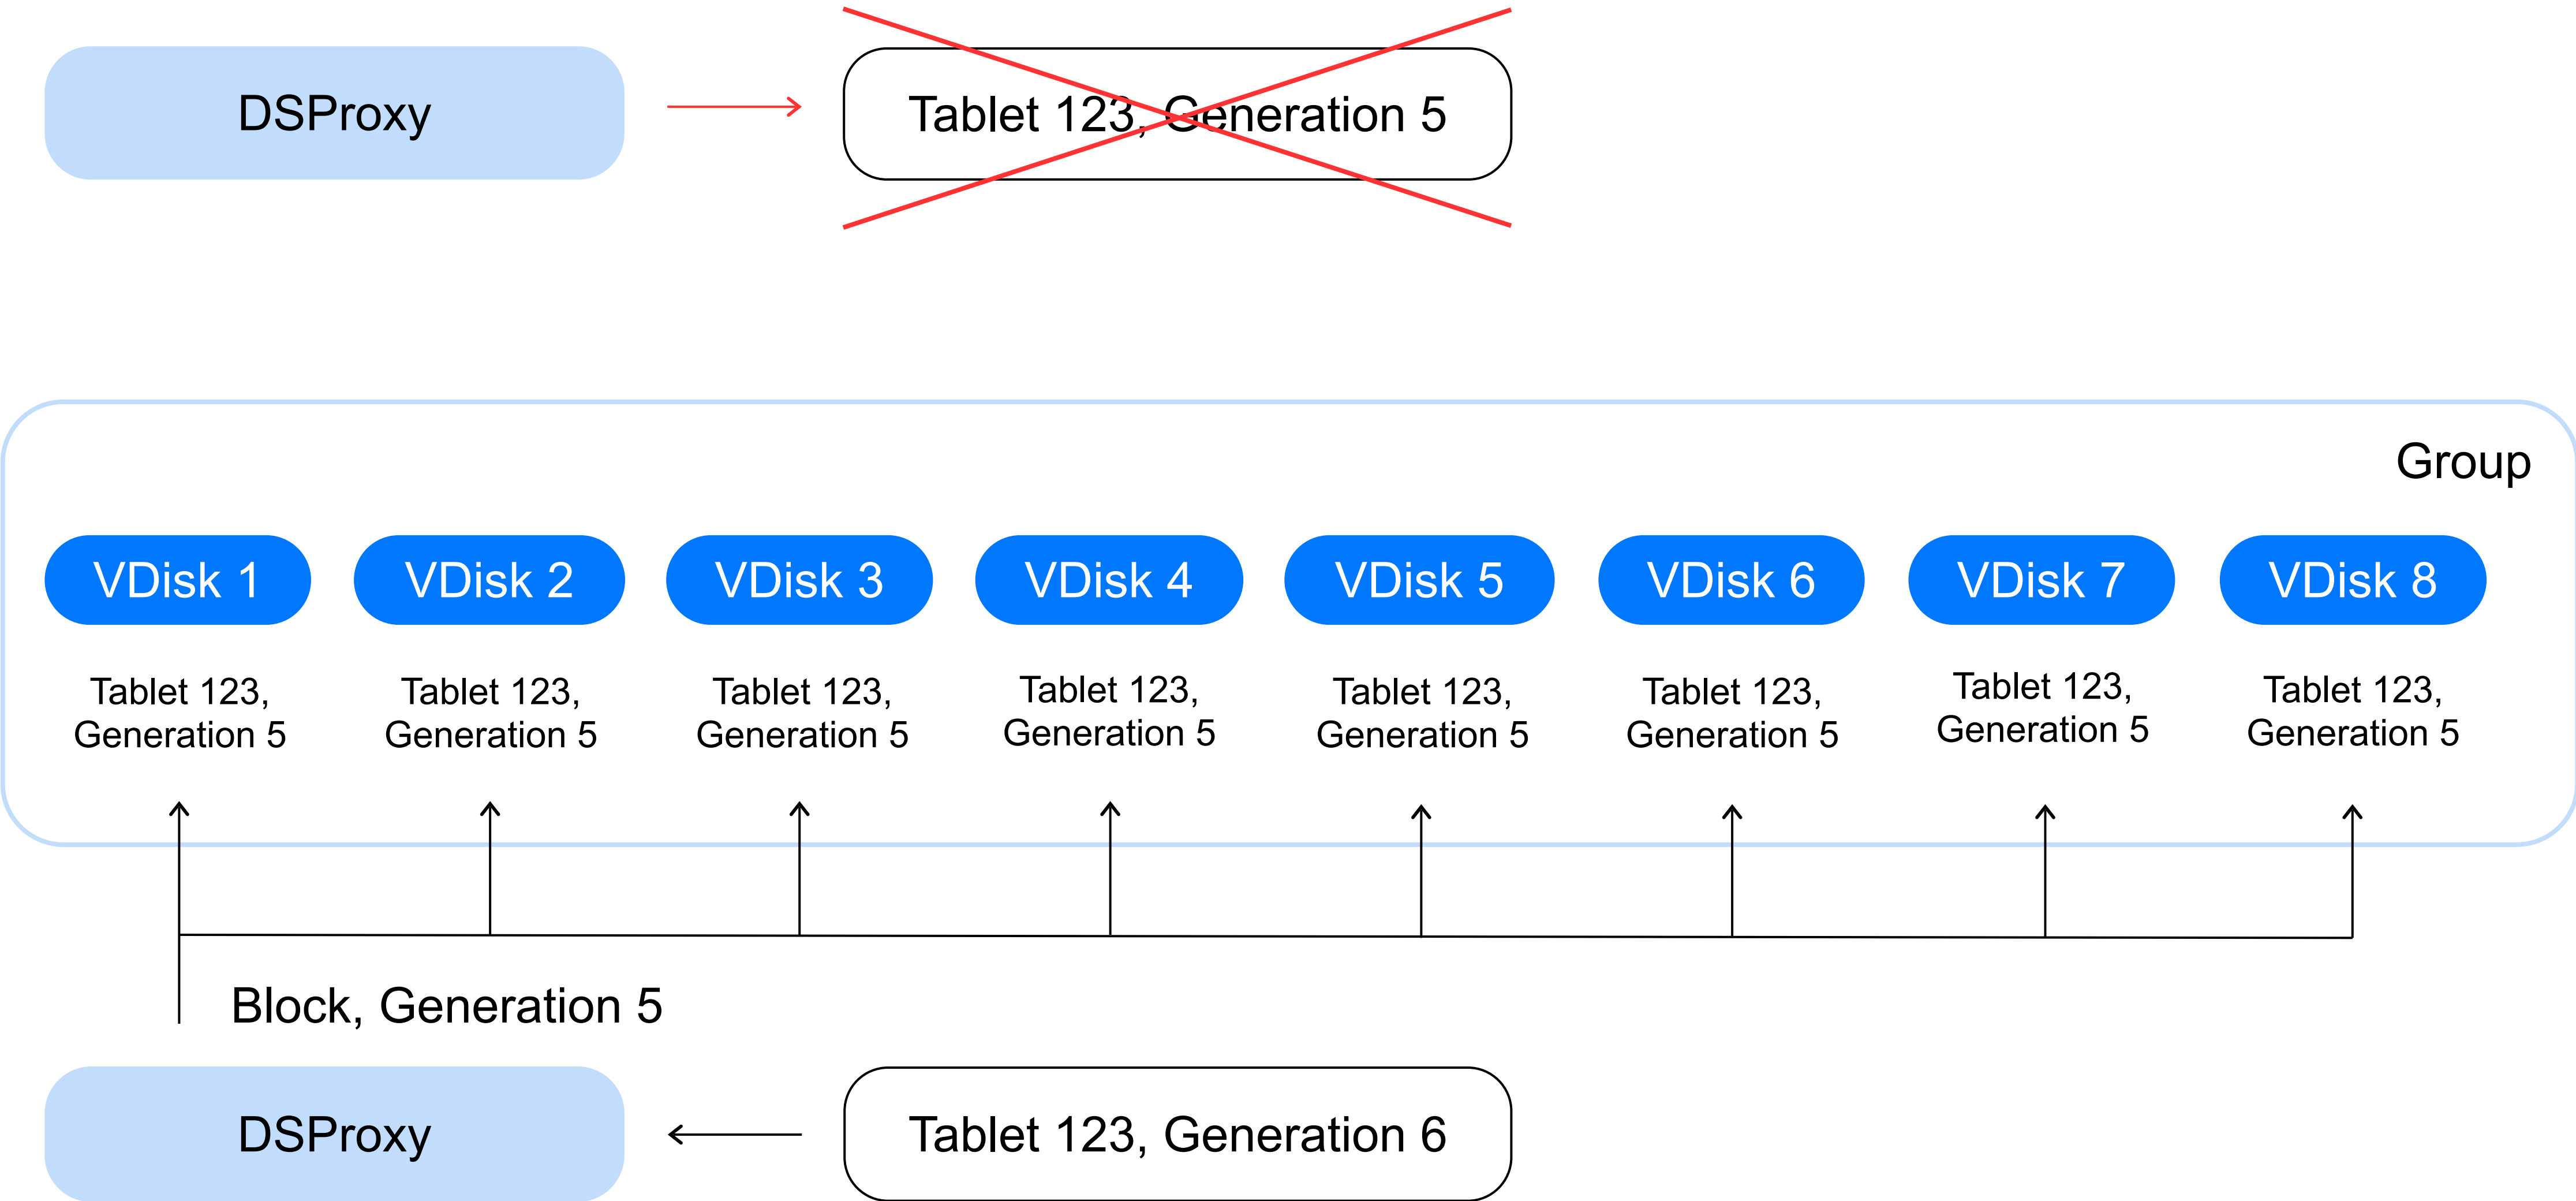 DSProxy
Tablet 123, Generation 5
Group
VDisk 1
VDisk 2
VDisk 3
VDisk 4
VDisk 5
VDisk 6
VDisk 7
VDisk 8
Tablet 123,
Generation 5
Tablet 123,
Generation 5
Tablet 123,
Generation 5
Tablet 123,
Generation 5
Tablet 123,
Generation 5
Tablet 123,
Generation 5
Tablet 123,
Generation 5
Tablet 123,
Generation 5
Block, Generation 5
DSProxy
Tablet 123, Generation 6